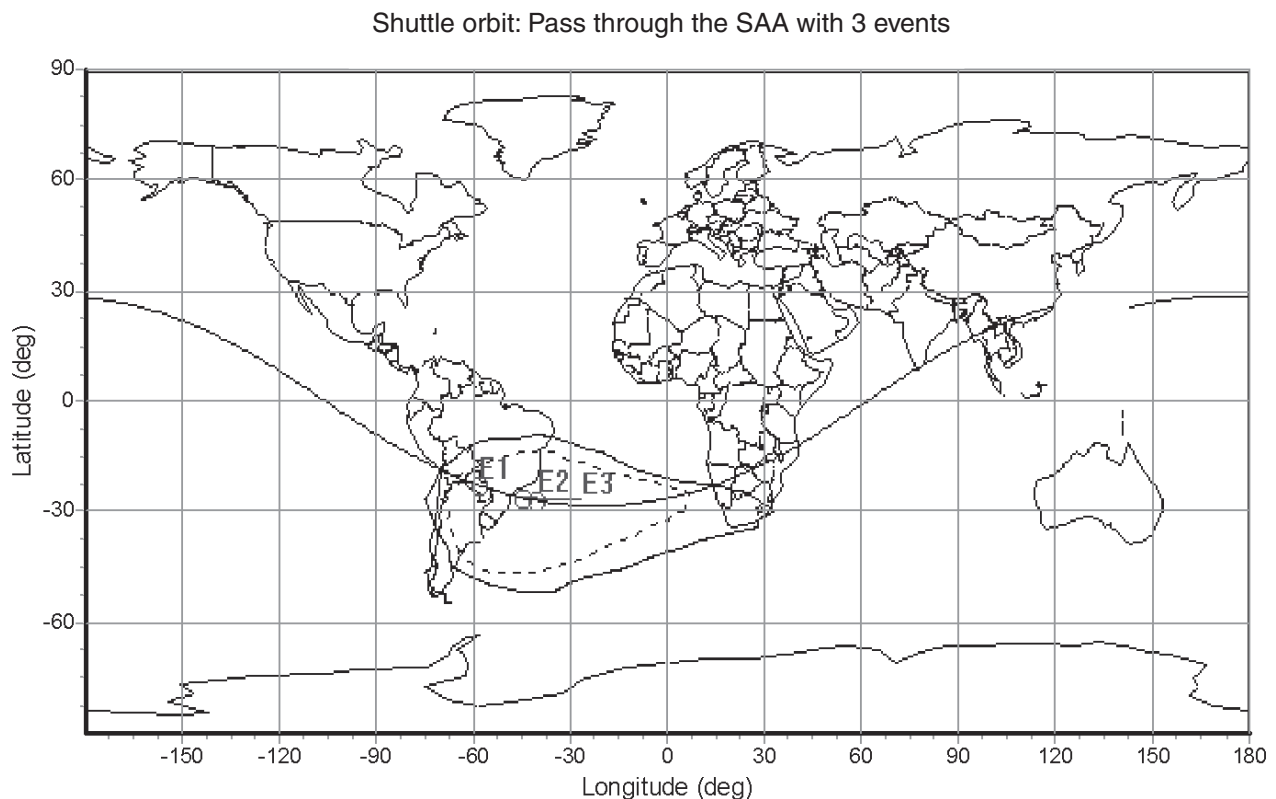 Shuttle orbit: Pass through the SAA with 3 events
90
60
30
0
-30
-60
Latitude (deg)
E1
E2
E3
-150 -120 -90 -60 -30 0 30 60 90 120 150 180
Longitude (deg)